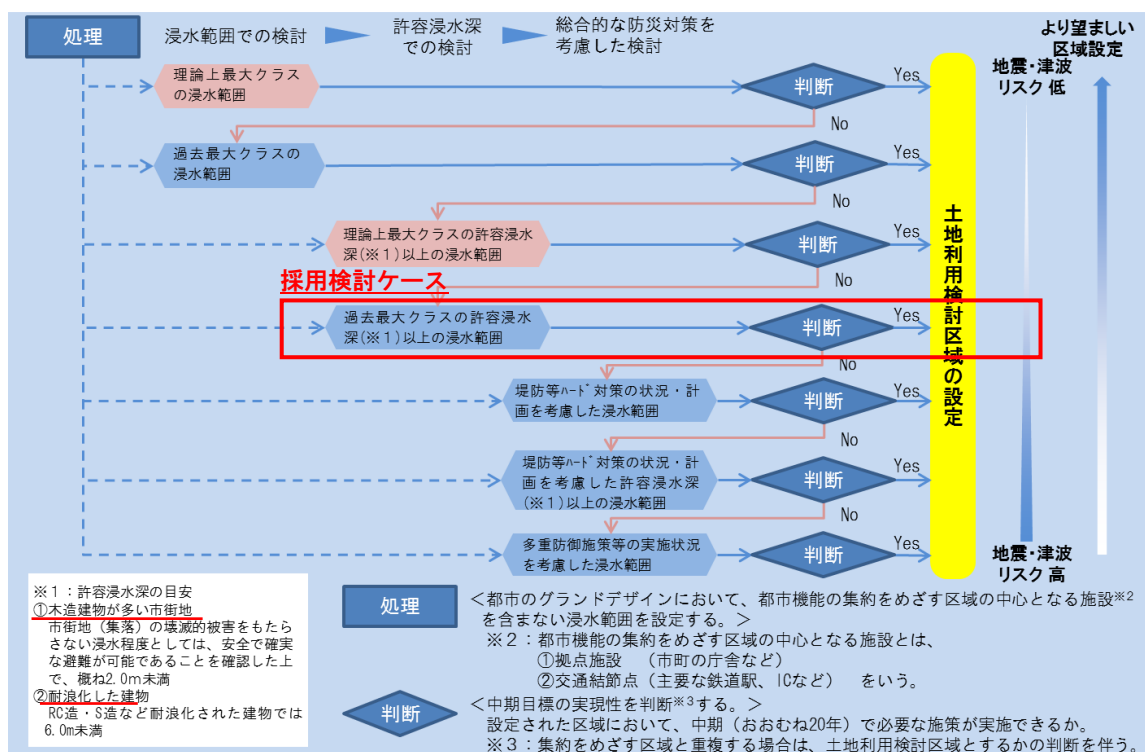 処理
浸水範囲での検討
許容浸水深
での検討
総合的な防災対策を
考慮した検討
より望ましい
区域設定
地震・津波
リスク 低
理論上最大クラス
の浸水範囲
判断
Yes
No
過去最大クラスの
浸水範囲
判断
Yes
No
理論上最大クラスの許容浸水
深(※1)以上の浸水範囲
判断
Yes
No
採用検討ケース
過去最大クラスの許容浸水
深(※1)以上の浸水範囲
判断
Yes
No
堤防等ﾊｰﾄﾞ対策の状況・計
画を考慮した浸水範囲
判断
Yes
No
堤防等ﾊｰﾄﾞ対策の状況・計
画を考慮した許容浸水深
(※1)以上の浸水範囲
判断
Yes
No
多重防御施策等の実施状況
を考慮した浸水範囲
判断
Yes
土地利用検討区域の設定
地震・津波
リスク 高
※1：許容浸水深の目安
①木造建物が多い市街地
市街地（集落）の壊滅的被害をもたら
さない浸水程度としては、安全で確実
な避難が可能であることを確認した上
で、概ね2.0m未満
②耐浪化した建物
RC造・S造など耐浪化された建物では
6.0m未満
処理
＜都市のグランドデザインにおいて、都市機能の集約をめざす区域の中心となる施設※2
を含まない浸水範囲を設定する。＞
※2：都市機能の集約をめざす区域の中心となる施設とは、
①拠点施設　（市町の庁舎など）
②交通結節点（主要な鉄道駅、ICなど）　をいう。
判断
＜中期目標の実現性を判断※3する。＞
設定された区域において、中期（おおむね20年）で必要な施策が実施できるか。
※3：集約をめざす区域と重複する場合は、土地利用検討区域とするかの判断を伴う。